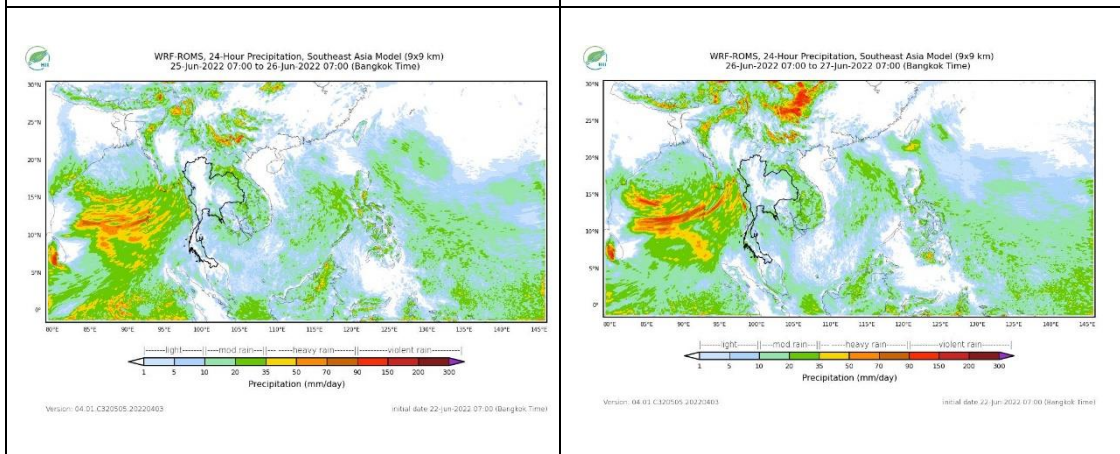 WRF-ROMS, 24-Hour Precipitation, Southeast Asia Model (9x9 km)
25-Jun-2022 07:00 to 26-Jun-2022 07:00 (Bangkok Time)
30°N
25°N
20°N
15°N
10°N
5°N
0°
80°E 85°E 90°E 95°E 100°E 105°E 110°E 115°E 120°E 125°E 130°E 135°E 140°E 145°E
|--------light-------||---mod rain---||--- -------heavy rain--------||------------violent rain-----------|
1 5 10 20 35 50 70 90 150 200 300
Precipitation (mm/day)
Version: 04.01.C320505.20220403 initial date 22-Jun-2022 07:00 (Bangkok Time)
WRF-ROMS, 24-Hour Precipitation, Southeast Asia Model (9x9 km)
26-Jun-2022 07:00 to 27-Jun-2022 07:00 (Bangkok Time)
30°N
25°N
20°N
15°N
10°N
5°N
0°
80°E 85°E 90°E 95°E 100°E 105°E 110°E 115°E 120°E 125°E 130°E 135°E 140°E 145°E
|--------light-------||---mod rain---||--- -------heavy rain--------||------------violent rain-----------|
1 5 10 20 35 50 70 90 150 200 300
Precipitation (mm/day)
Version: 04.01.C320505.20220403 initial date 22-Jun-2022 07:00 (Bangkok Time)